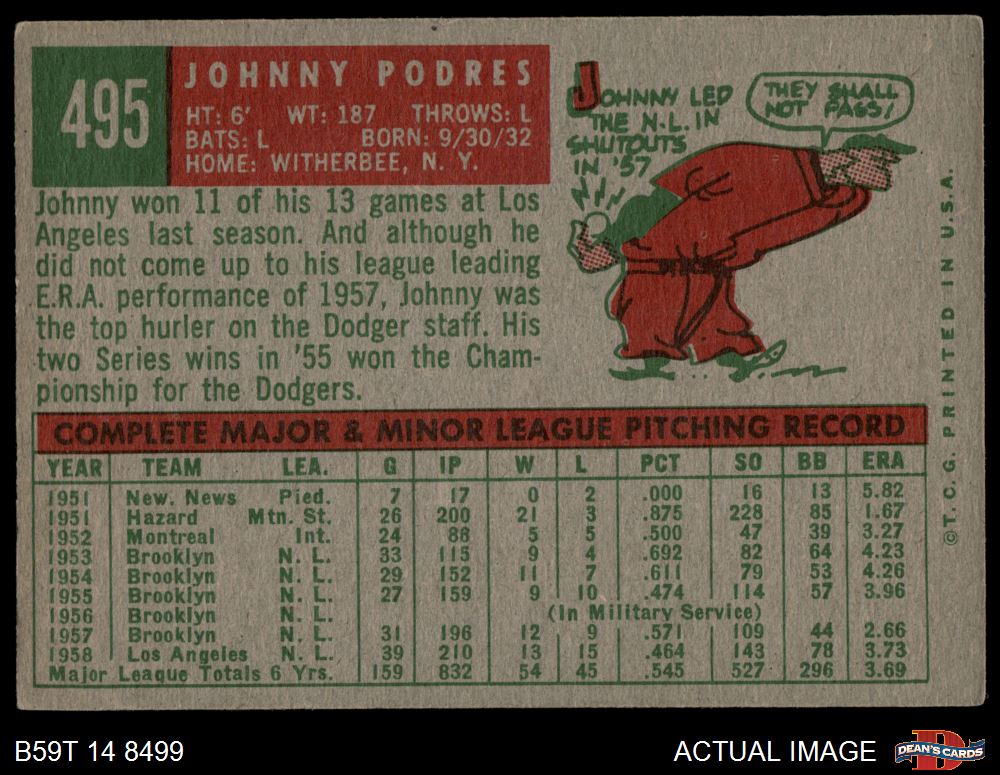 495
JOHNNY PODRES
HT: 6' WT: 187 THROWS: L
BATS: L BORN: 9/30/32
HOME: WITHERBEE, N. Y.
JOHNNY LED
THE N.L. IN
SHUTOUTS
IN '57
THEY SHALL
NOT PASS!
Johnny won 11 of his 13 games at Los
Angeles last season. And although he
did not come up to his league leading
E.R.A. performance of 1957, Johnny was
the top hurler on the Dodger staff. His
two Series wins in '55 won the Cham-
pionship for the Dodgers.
COMPLETE MAJOR & MINOR LEAGUE PITCHING RECORD
YEAR TEAM LEA. G IP W L PCT SO BB ERA
1951 New. News Pied. 7 17 0 2 .000 16 13 5.82
1951 Hazard Mtn. St. 26 200 21 3 .875 228 85 1.67
1952 Montreal Int. 24 88 5 5 .500 47 39 3.27
1953 Brooklyn N. L. 33 115 9 4 .692 82 64 4.23
1954 Brooklyn N. L. 29 152 11 7 .611 79 53 4.26
1955 Brooklyn N. L. 27 159 9 10 .474 114 57 3.96
1956 Brooklyn N. L. (In Military Service)
1957 Brooklyn N. L. 31 196 12 9 .571 109 44 2.66
1958 Los Angeles N. L. 39 210 13 15 .464 143 78 3.73
Major League Totals 6 Yrs. 159 832 54 45 .545 527 296 3.69
©T. C. G. PRINTED IN U.S.A.
B59T 14 8499
ACTUAL IMAGE
D
DEAN'S CARDS